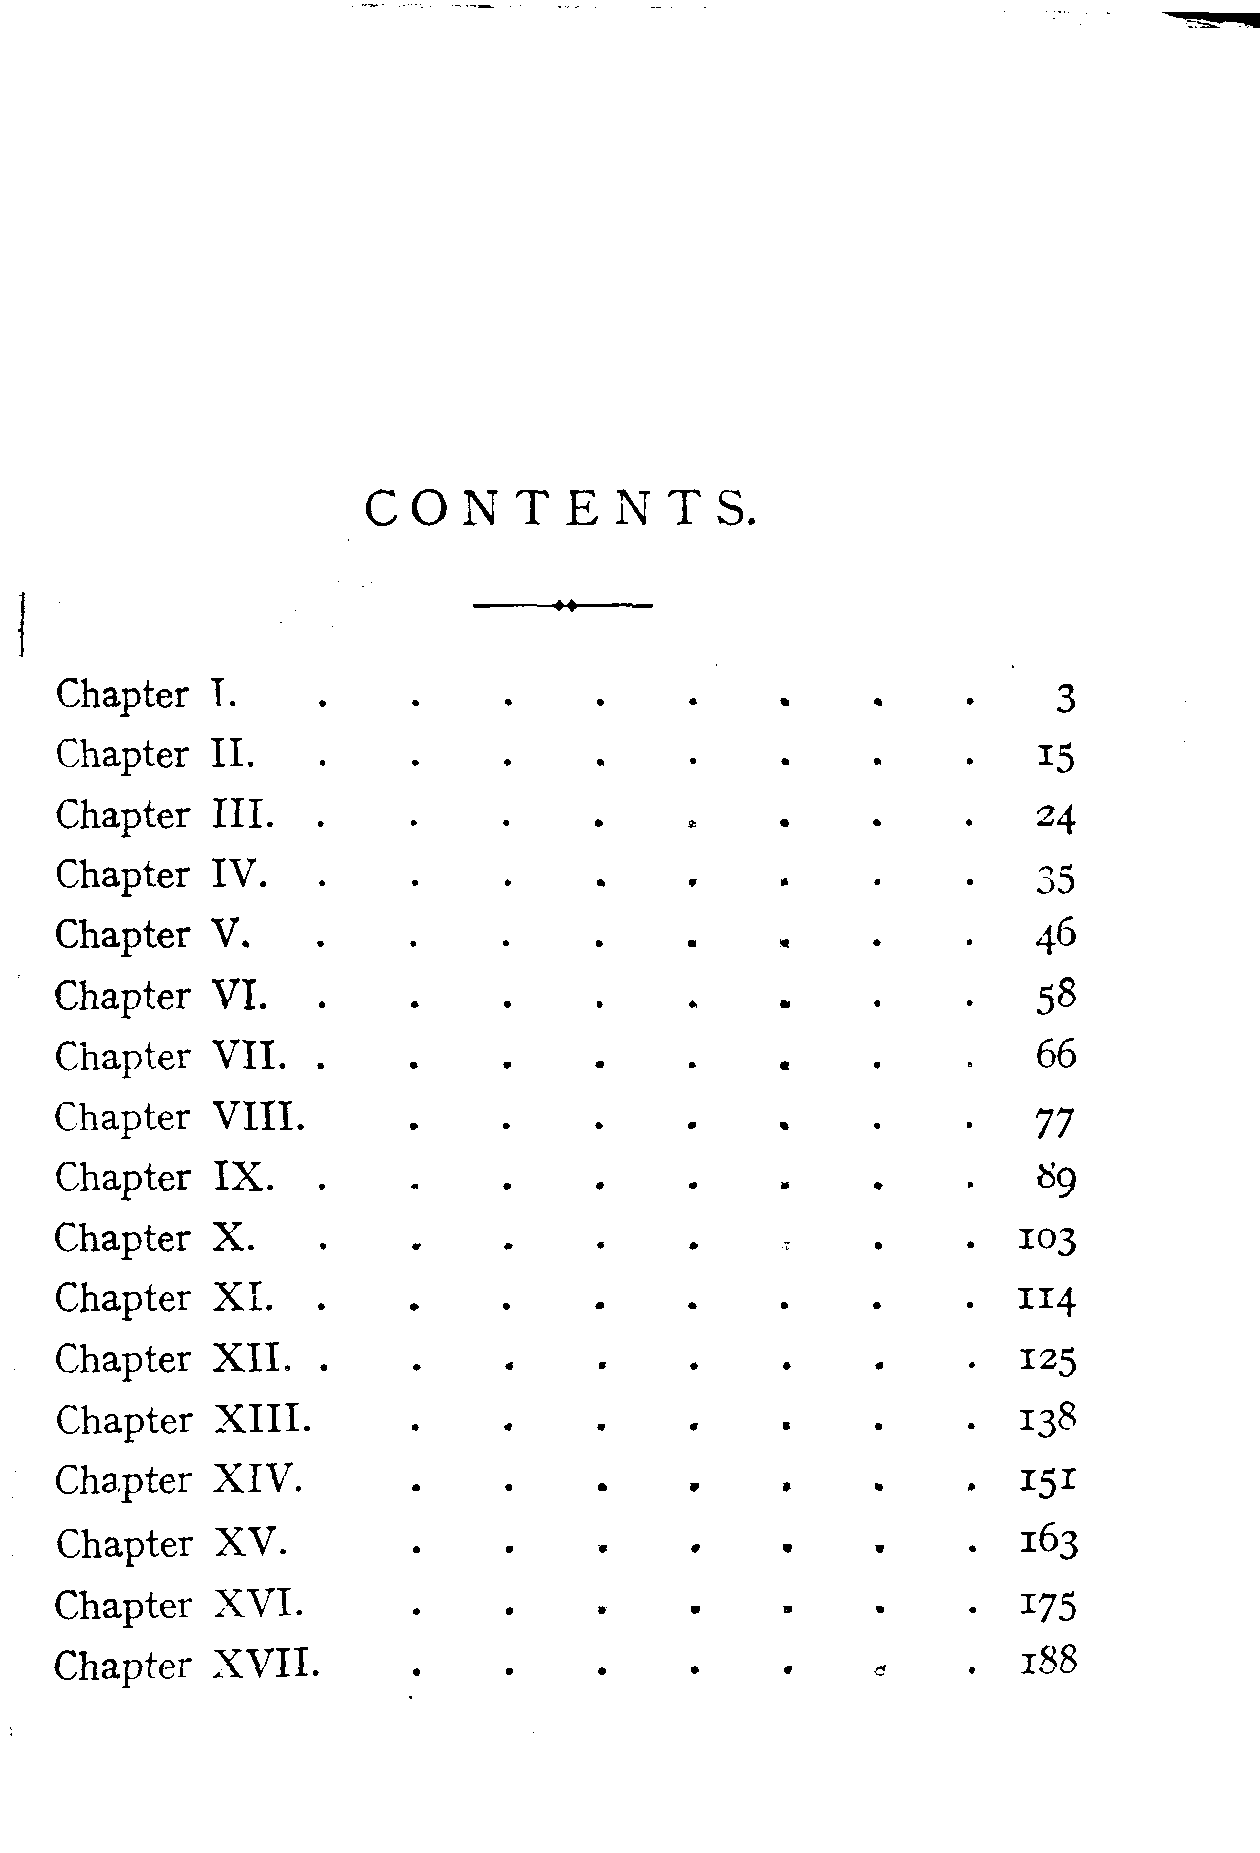 CONTENTS.
Chapter I. . . . . . . . . 3
Chapter II. . . . . . . . . 15
Chapter III. . . . . . . . . 24
Chapter IV. . . . . . . . . 35
Chapter V. . . . . . . . . 46
Chapter VI. . . . . . . . . 58
Chapter VII. . . . . . . . . 66
Chapter VIII. . . . . . . . 77
Chapter IX. . . . . . . . . 89
Chapter X. . . . . . . . . 103
Chapter XI. . . . . . . . . 114
Chapter XII. . . . . . . . . 125
Chapter XIII. . . . . . . . 138
Chapter XIV. . . . . . . . 151
Chapter XV. . . . . . . . 163
Chapter XVI. . . . . . . . 175
Chapter XVII. . . . . . . . 188